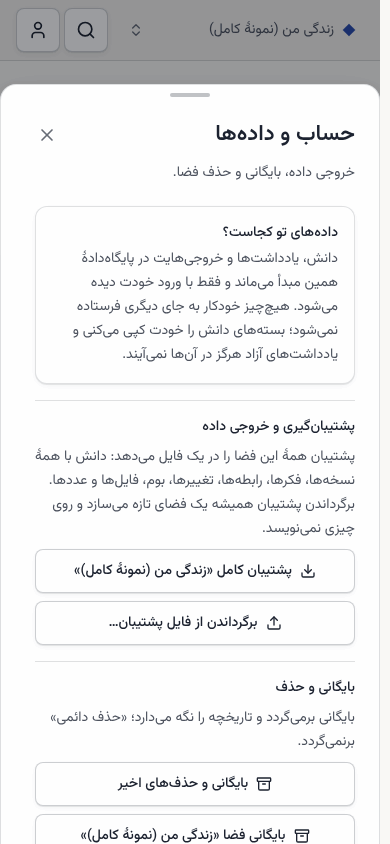 زندگی من (نمونهٔ کامل)
حساب و داده‌ها
خروجی داده، بایگانی و حذف فضا.
داده‌های تو کجاست؟
دانش، یادداشت‌ها و خروجی‌هایت در پایگاه‌دادهٔ
همین مبدأ می‌ماند و فقط با ورود خودت دیده
می‌شود. هیچ‌چیز خودکار به جای دیگری فرستاده
نمی‌شود؛ بسته‌های دانش را خودت کپی می‌کنی و
یادداشت‌های آزاد هرگز در آن‌ها نمی‌آیند.
پشتیبان‌گیری و خروجی داده
پشتیبان همهٔ این فضا را در یک فایل می‌دهد: دانش با همهٔ
نسخه‌ها، فکرها، رابطه‌ها، تغییرها، بوم، فایل‌ها و عددها.
برگرداندن پشتیبان همیشه یک فضای تازه می‌سازد و روی
چیزی نمی‌نویسد.
پشتیبان کامل «زندگی من (نمونهٔ کامل)»
برگرداندن از فایل پشتیبان…
بایگانی و حذف
بایگانی برمی‌گردد و تاریخچه را نگه می‌دارد؛ «حذف دائمی»
برنمی‌گردد.
بایگانی و حذف‌های اخیر
بایگانی فضا «زندگی من (نمونهٔ کامل)»